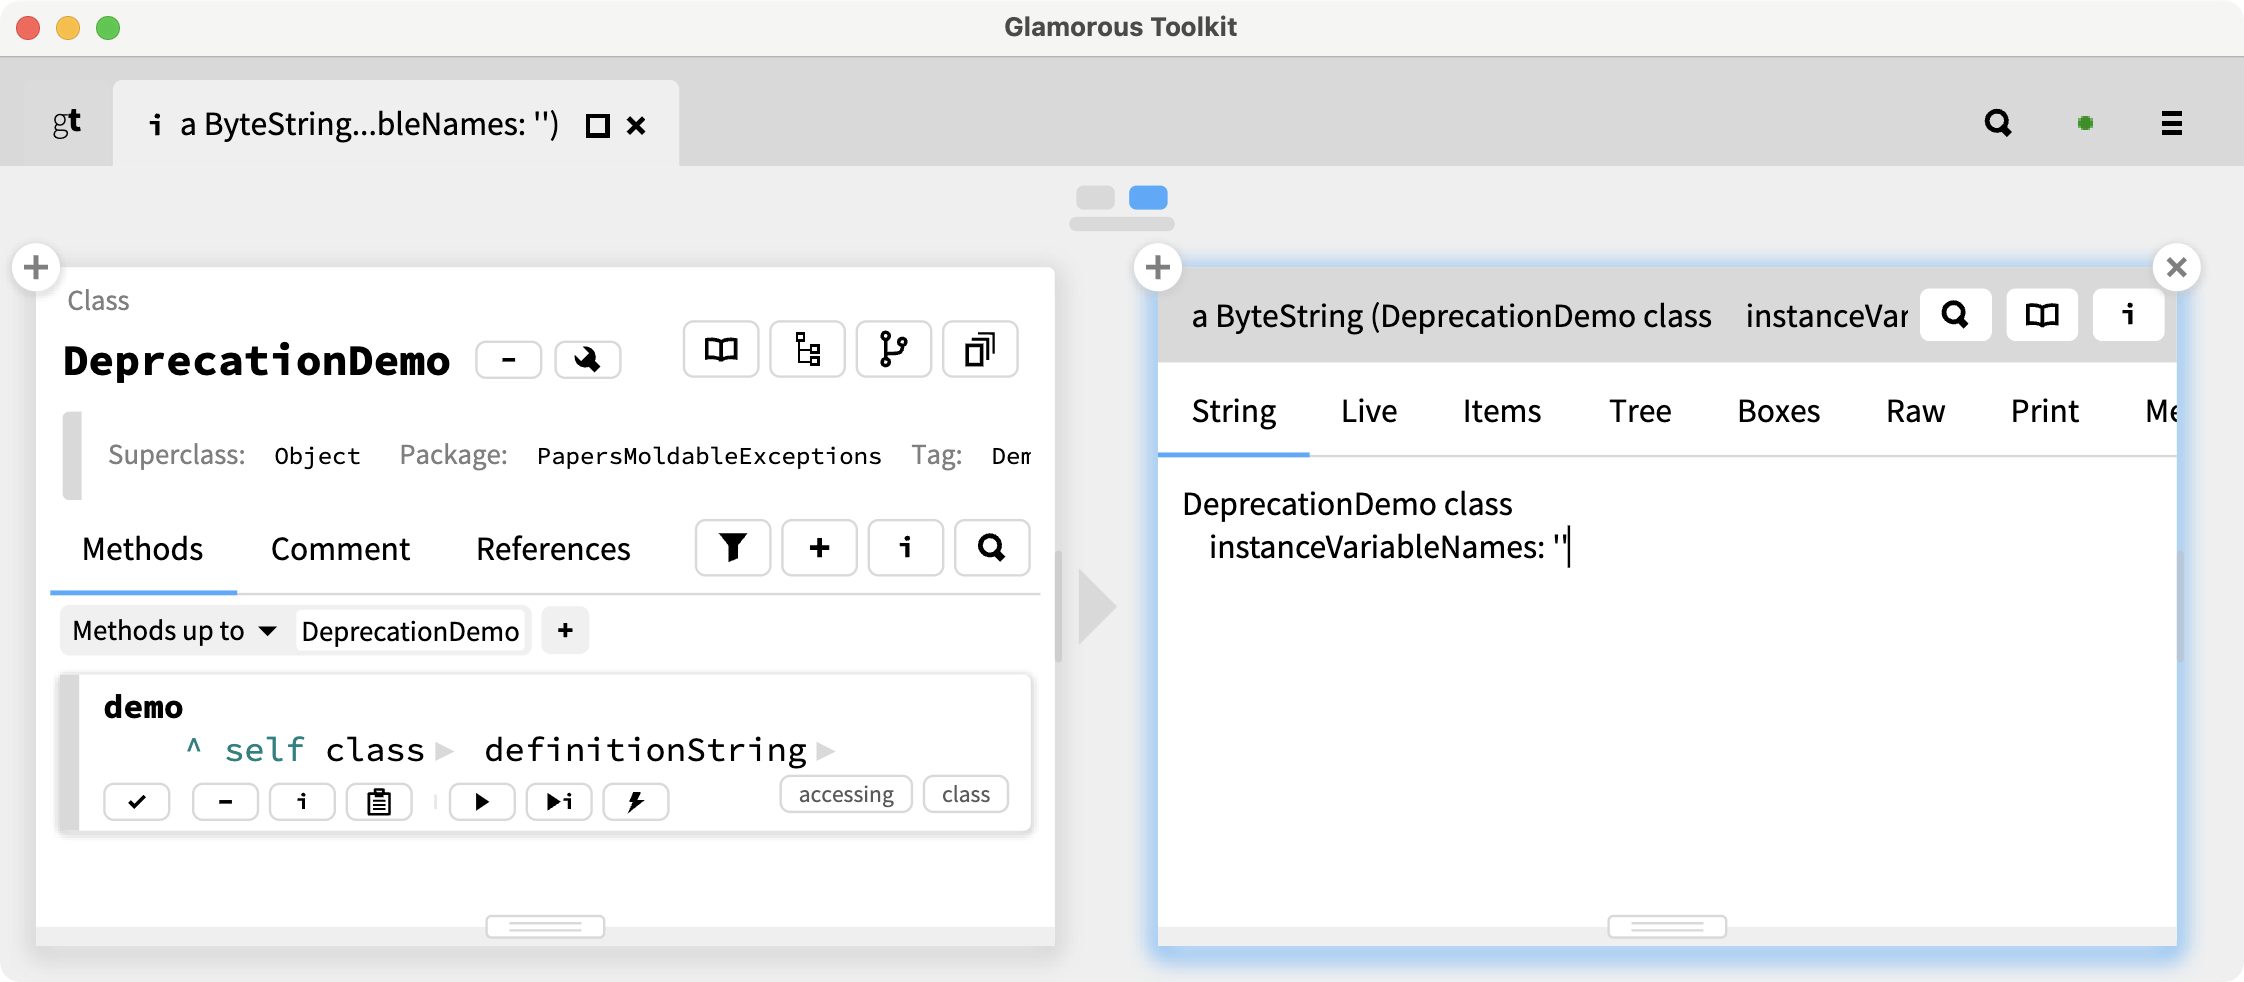 Glamorous Toolkit
gt
i a ByteString...bleNames: '')
Class
DeprecationDemo
Superclass: Object Package: PapersMoldableExceptions Tag: Dem
Methods Comment References
i
Methods up to DeprecationDemo +
demo
^ self class definitionString
accessing class
i
i
a ByteString (DeprecationDemo class instanceVar
i
String Live Items Tree Boxes Raw Print Me
DeprecationDemo class
instanceVariableNames: ''